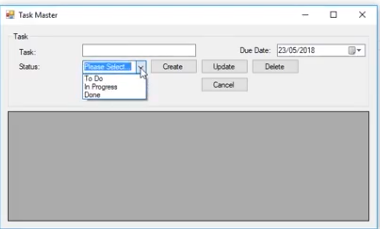 Task Master
Task
Task:
Due Date: 23/05/2018
Status: Please Select... Create Update Delete
To Do
In Progress
Done
Cancel